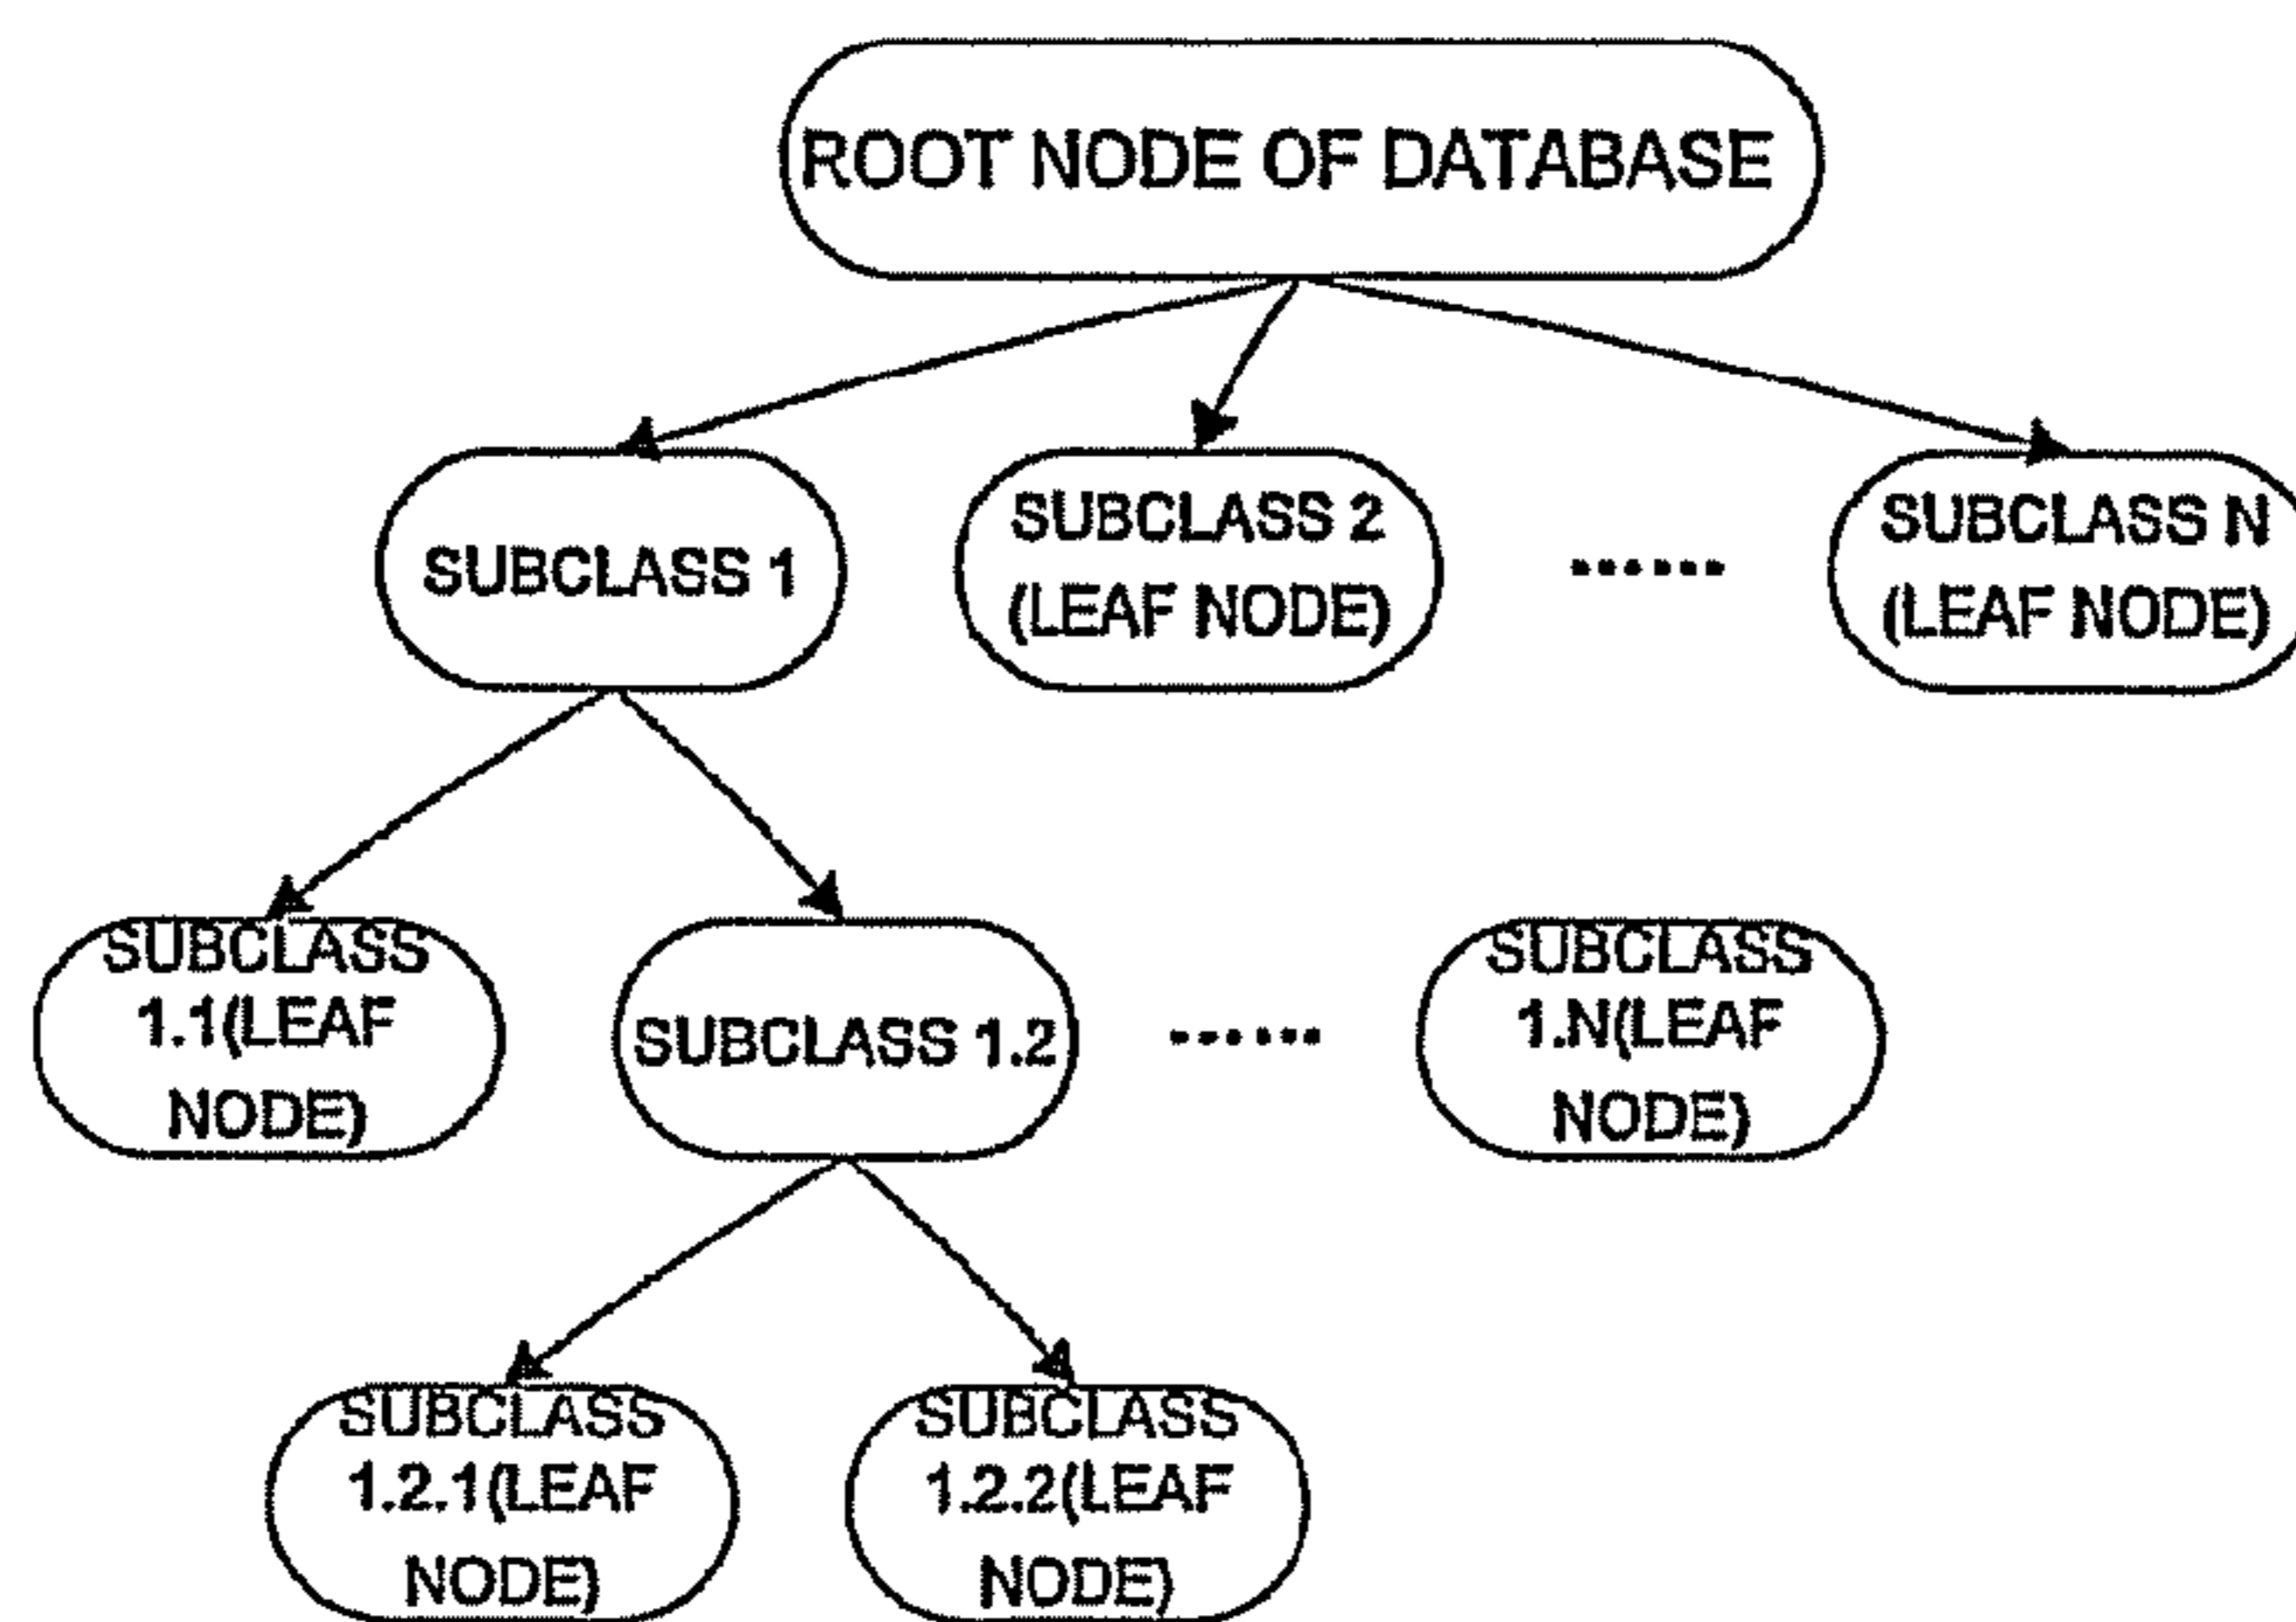 ROOT NODE OF DATABASE
SUBCLASS 1
SUBCLASS 2
(LEAF NODE)
......
SUBCLASS N
(LEAF NODE)
SUBCLASS
1.1(LEAF
NODE)
SUBCLASS 1.2
......
SUBCLASS
1.N(LEAF
NODE)
SUBCLASS
1.2.1(LEAF
NODE)
SUBCLASS
1.2.2(LEAF
NODE)